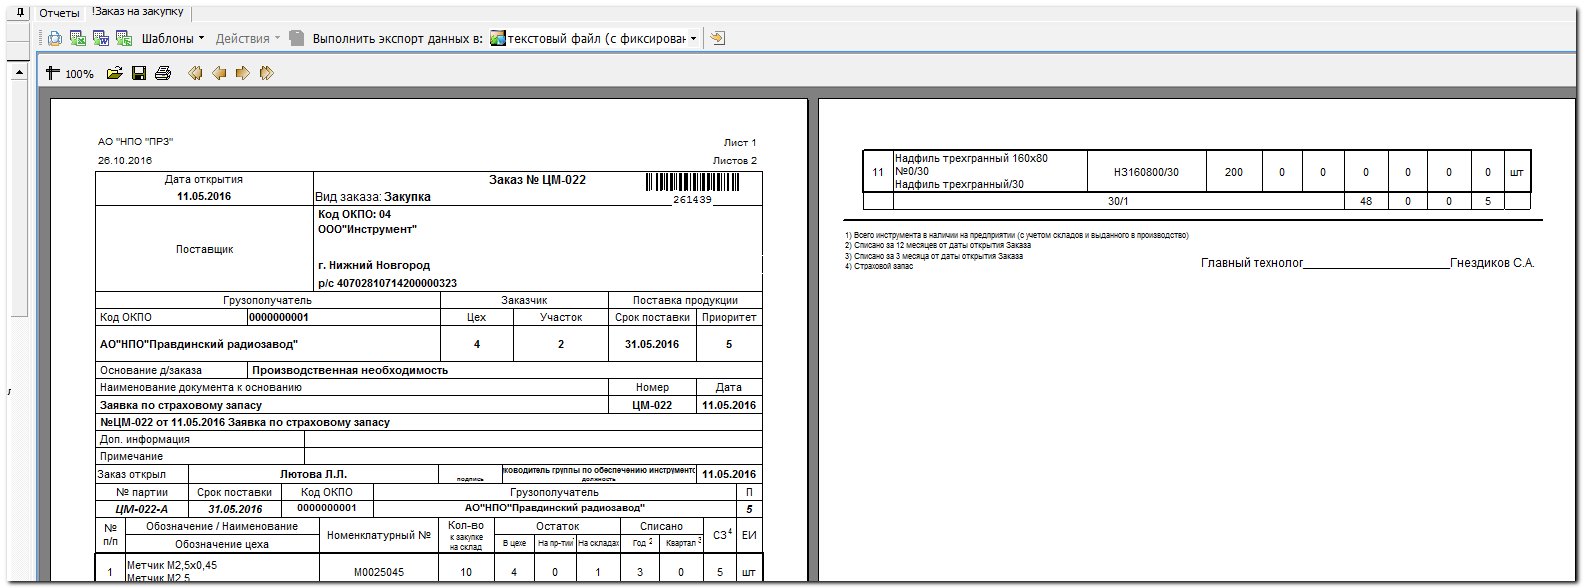 Отчеты !Заказ на закупку
Шаблоны Действия Выполнить экспорт данных в: текстовый файл (с фиксирован
100%
АО "НПО "ПРЗ" Лист 1
26.10.2016 Листов 2
Дата открытия Заказ № ЦМ-022
11.05.2016 Вид заказа: Закупка 261439
Поставщик
Код ОКПО: 04
ООО"Инструмент"
г. Нижний Новгород
р/с 40702810714200000323
Грузополучатель Заказчик Поставка продукции
Код ОКПО 0000000001 Цех Участок Срок поставки Приоритет
АО"НПО"Правдинский радиозавод" 4 2 31.05.2016 5
Основание д/заказа Производственная необходимость
Наименование документа к основанию Номер Дата
Заявка по страховому запасу ЦМ-022 11.05.2016
№ЦМ-022 от 11.05.2016 Заявка по страховому запасу
Доп. информация
Примечание
Заказ открыл Лютова Л.Л. подпись ководитель группы по обеспечению инструментс должность 11.05.2016
№ партии Срок поставки Код ОКПО Грузополучатель П
ЦМ-022-А 31.05.2016 0000000001 АО"НПО"Правдинский радиозавод" 5
№ п/п Обозначение / Наименование Номенклатурный № Кол-во к закупке на склад Остаток Списано СЗ 4 ЕИ
Обозначение цеха В цехе На пр-тии 1 На складах Год 2 Квартал 3
1 Метчик М2,5х0,45 М0025045 10 4 0 1 3 0 5 шт
Метчик М2,5
11 Надфиль трехгранный 160х80 №0/30 Н3160800/30 200 0 0 0 0 0 0 шт
Надфиль трехгранный/30
30/1 48 0 0 5
1) Всего инструмента в наличии на предприятии (с учетом складов и выданного в производство)
2) Списано за 12 месяцев от даты открытия Заказа
3) Списано за 3 месяца от даты открытия Заказа
4) Страховой запас
Главный технолог______________________Гнездиков С.А.